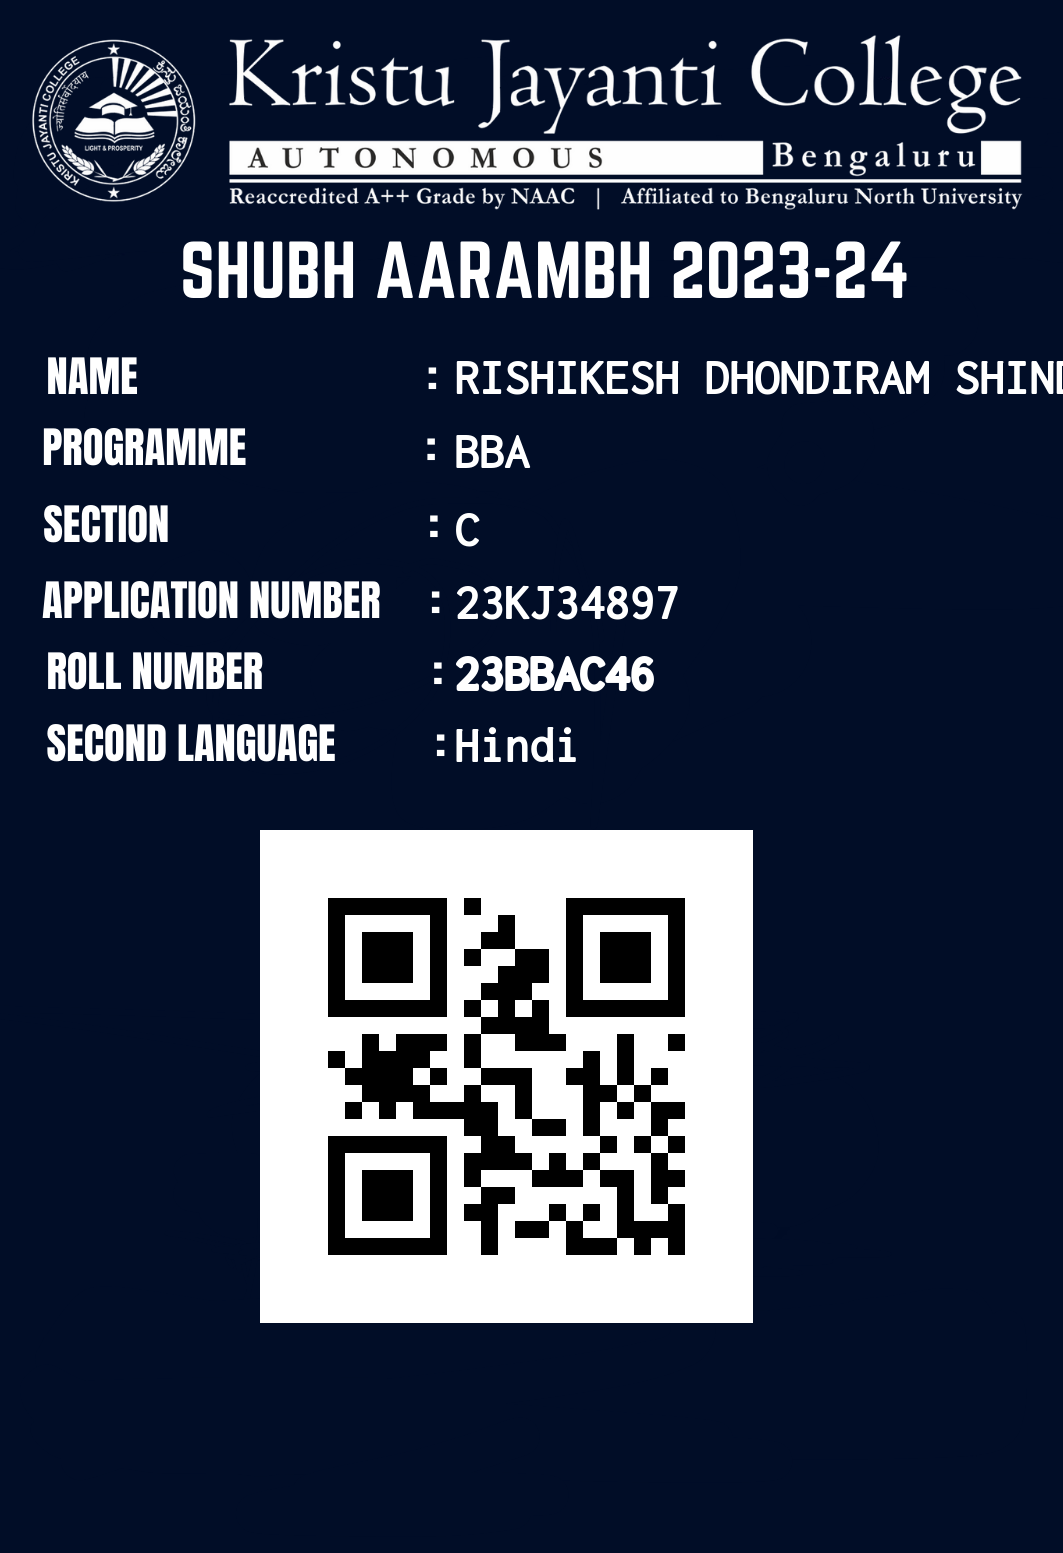 Kristu Jayanti College
AUTONOMOUS Bengaluru
Reaccredited A++ Grade by NAAC | Affiliated to Bengaluru North University
KRISTU JAYANTI COLLEGE
LIGHT & PROSPERITY
SHUBH AARAMBH 2023-24
NAME : RISHIKESH DHONDIRAM SHIND
PROGRAMME : BBA
SECTION : C
APPLICATION NUMBER : 23KJ34897
ROLL NUMBER : 23BBAC46
SECOND LANGUAGE : Hindi